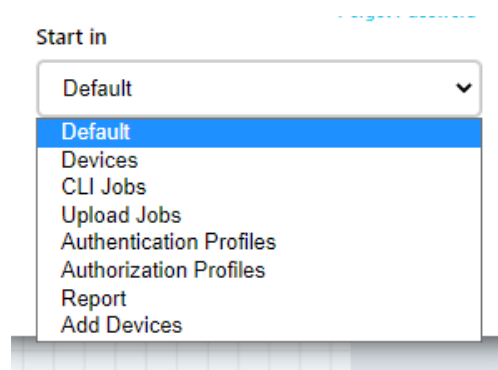 Start in
Default
Default
Devices
CLI Jobs
Upload Jobs
Authentication Profiles
Authorization Profiles
Report
Add Devices